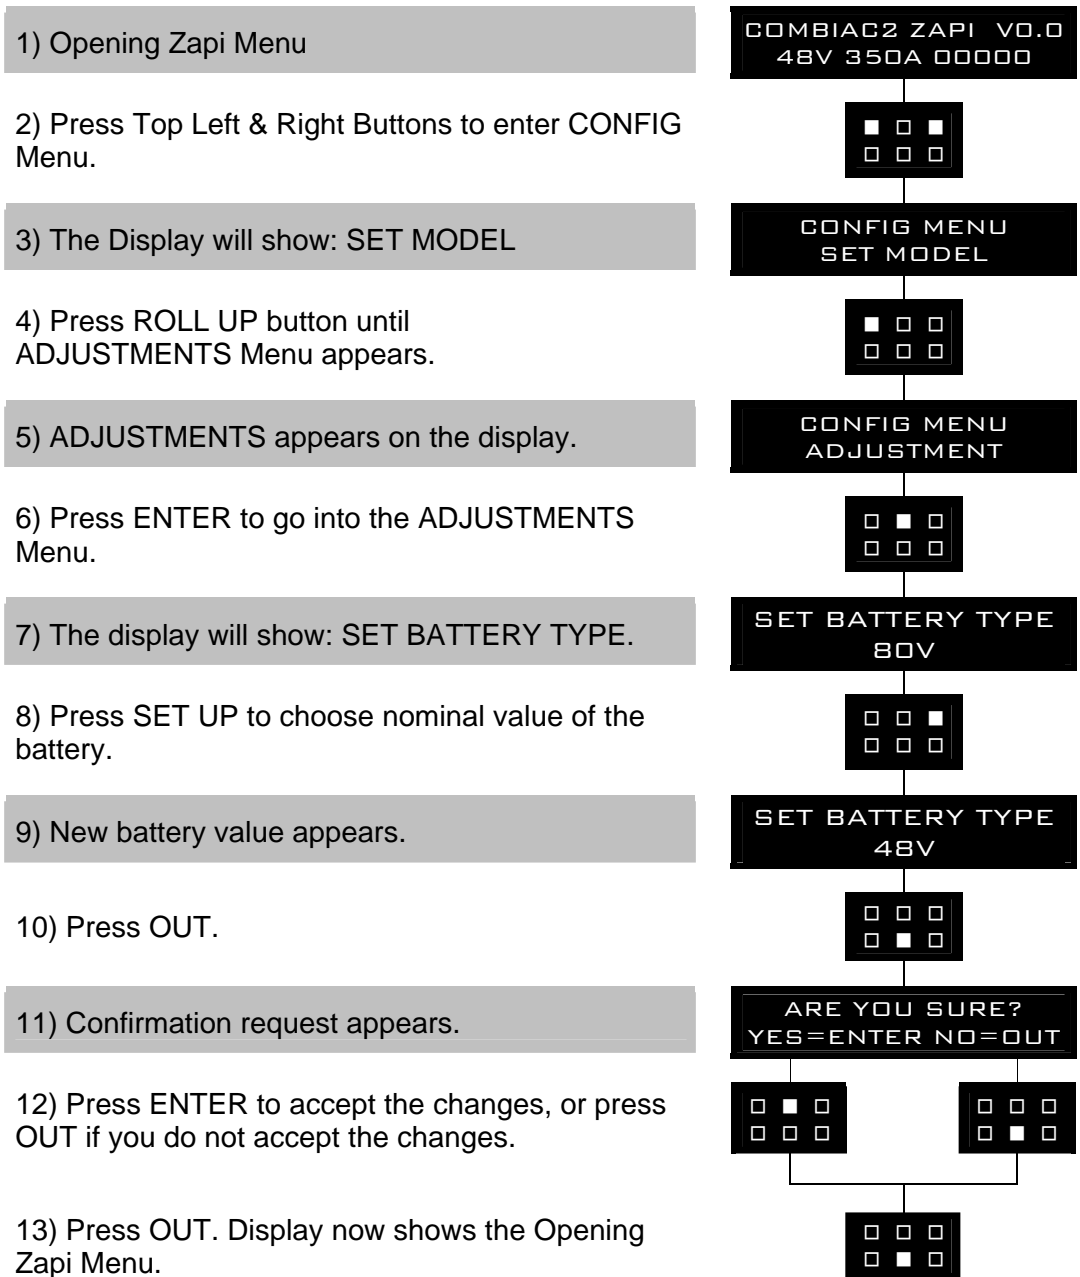 1) Opening Zapi Menu
COMBIAC2 ZAPI V0.0
48V 350A 00000
2) Press Top Left & Right Buttons to enter CONFIG
Menu.
3) The Display will show: SET MODEL
CONFIG MENU
SET MODEL
4) Press ROLL UP button until
ADJUSTMENTS Menu appears.
5) ADJUSTMENTS appears on the display.
CONFIG MENU
ADJUSTMENT
6) Press ENTER to go into the ADJUSTMENTS
Menu.
7) The display will show: SET BATTERY TYPE.
SET BATTERY TYPE
80V
8) Press SET UP to choose nominal value of the
battery.
9) New battery value appears.
SET BATTERY TYPE
48V
10) Press OUT.
11) Confirmation request appears.
ARE YOU SURE?
YES=ENTER NO=OUT
12) Press ENTER to accept the changes, or press
OUT if you do not accept the changes.
13) Press OUT. Display now shows the Opening
Zapi Menu.